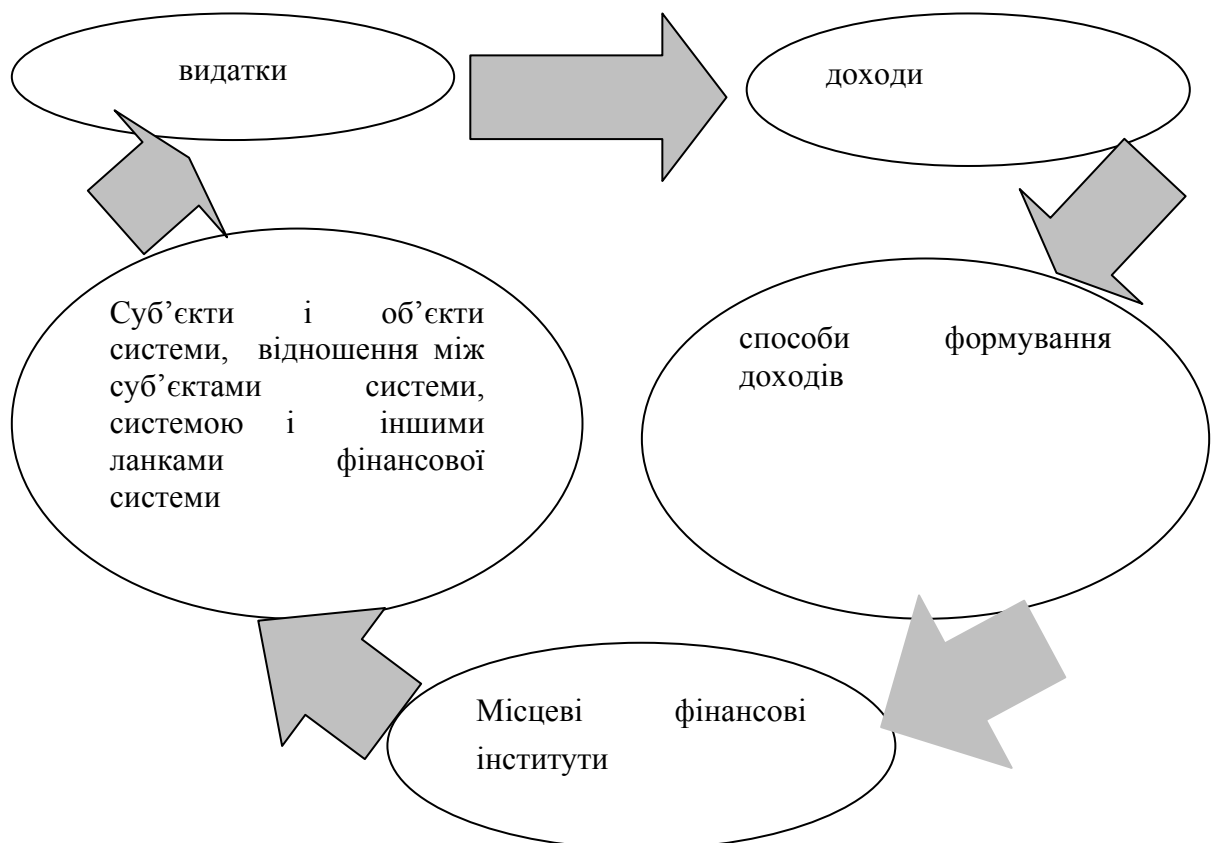 видатки
доходи
Суб’єкти і об’єкти
системи, відношення між
суб’єктами системи,
системою і іншими
ланками фінансової
системи
способи формування
доходів
Місцеві фінансові
інститути